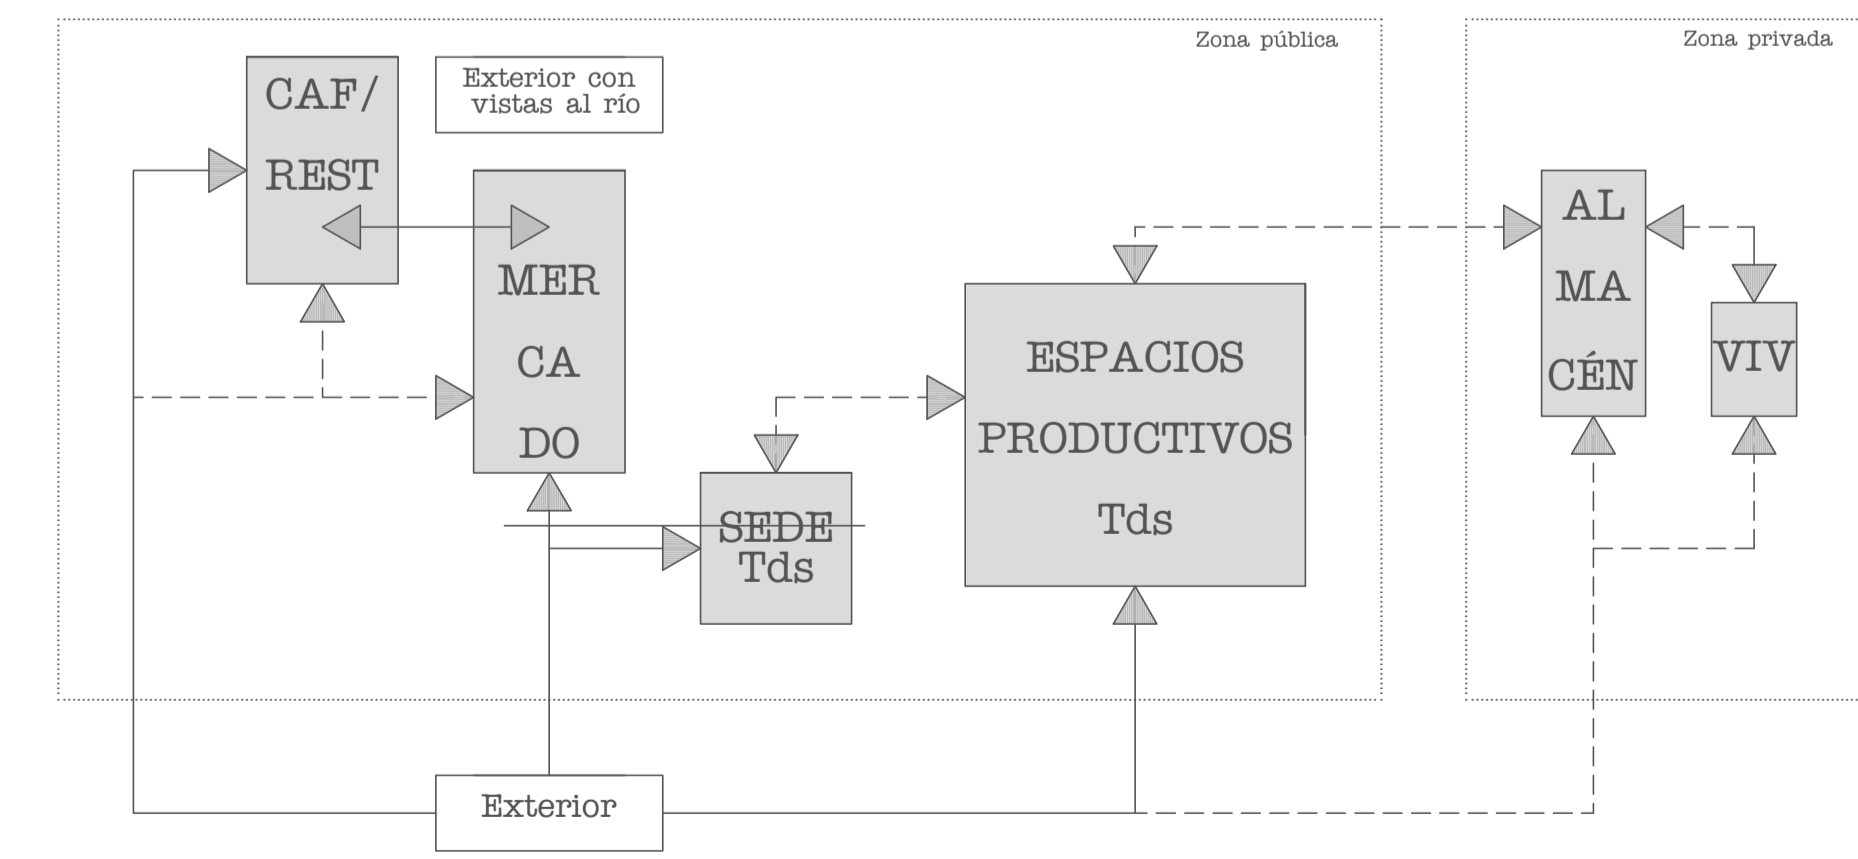 Zona pública
Zona privada
CAF/
REST
Exterior con
vistas al río
MER
CA
DO
SEDE
Tds
ESPACIOS
PRODUCTIVOS
Tds
AL
MA
CÉN
VIV
Exterior